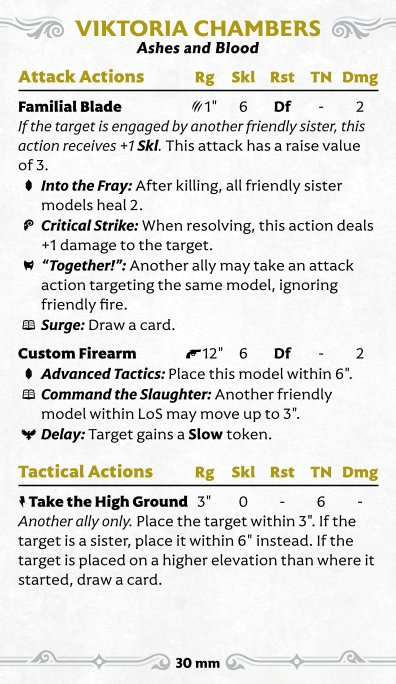 VIKTORIA CHAMBERS
Ashes and Blood
Attack Actions Rg Skl Rst TN Dmg
Familial Blade 1" 6 Df - 2
If the target is engaged by another friendly sister, this
action receives +1 Skl. This attack has a raise value
of 3.
Into the Fray: After killing, all friendly sister
models heal 2.
Critical Strike: When resolving, this action deals
+1 damage to the target.
“Together!”: Another ally may take an attack
action targeting the same model, ignoring
friendly fire.
Surge: Draw a card.
Custom Firearm 12" 6 Df - 2
Advanced Tactics: Place this model within 6".
Command the Slaughter: Another friendly
model within LoS may move up to 3".
Delay: Target gains a Slow token.
Tactical Actions Rg Skl Rst TN Dmg
Take the High Ground 3" 0 - 6 -
Another ally only. Place the target within 3". If the
target is a sister, place it within 6" instead. If the
target is placed on a higher elevation than where it
started, draw a card.
30 mm